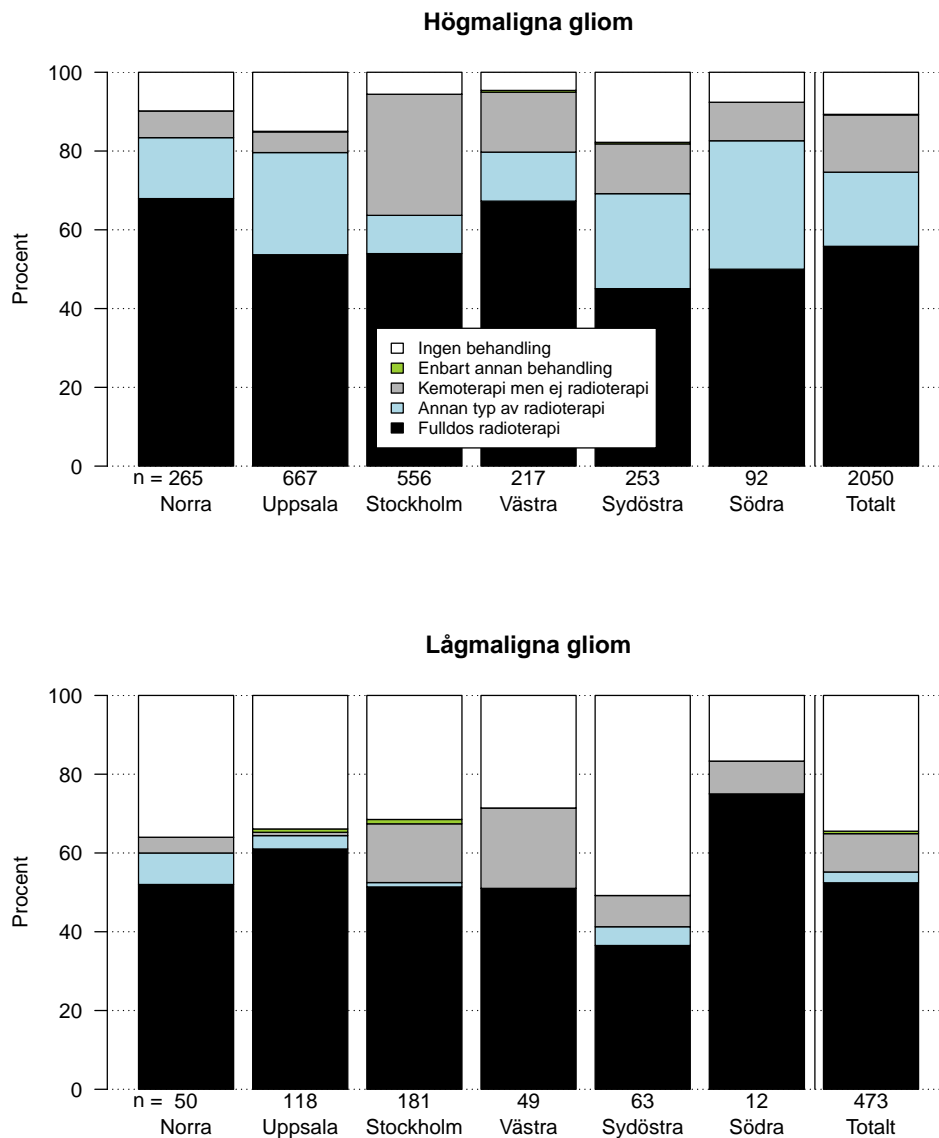 Högmaligna gliom
Procent
100
80
60
40
20
0
Ingen behandling
Enbart annan behandling
Kemoterapi men ej radioterapi
Annan typ av radioterapi
Fulldos radioterapi
n = 265 667 556 217 253 92 2050
Norra Uppsala Stockholm Västra Sydöstra Södra Totalt
Lågmaligna gliom
Procent
100
80
60
40
20
0
n = 50 118 181 49 63 12 473
Norra Uppsala Stockholm Västra Sydöstra Södra Totalt